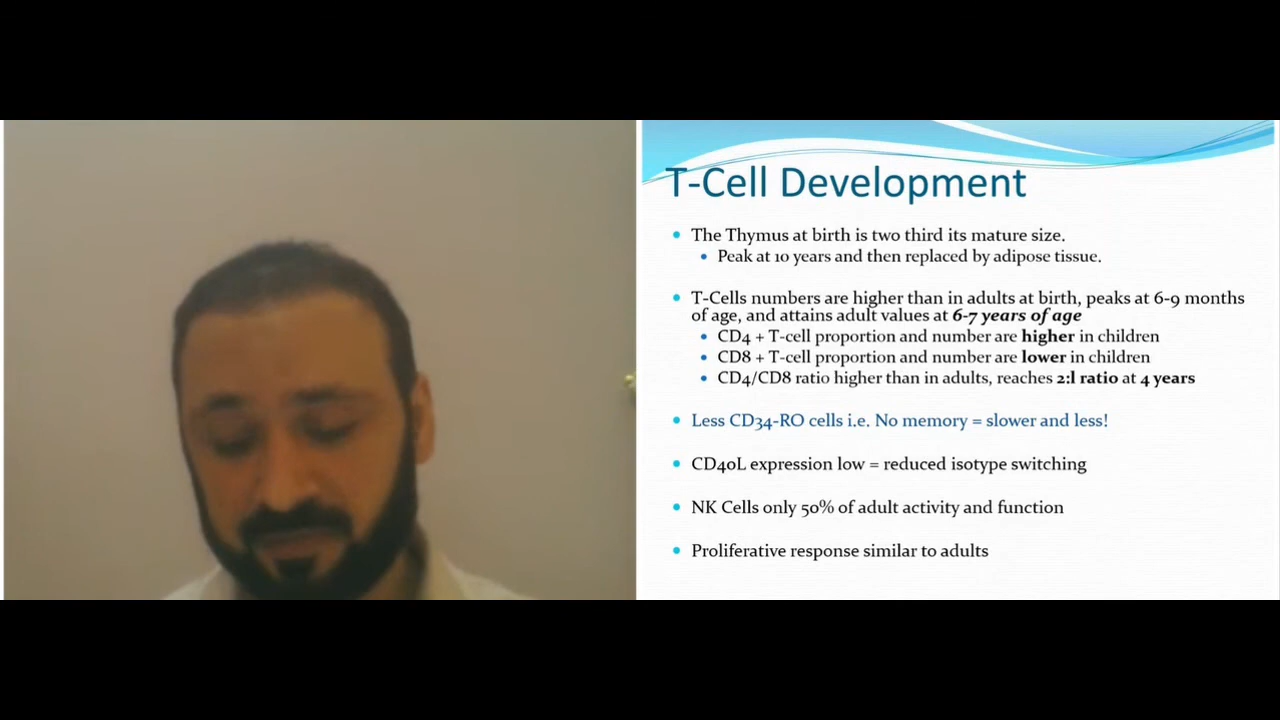 T-Cell Development
The Thymus at birth is two third its mature size.
Peak at 10 years and then replaced by adipose tissue.
T-Cells numbers are higher than in adults at birth, peaks at 6-9 months
of age, and attains adult values at 6-7 years of age
CD4 + T-cell proportion and number are higher in children
CD8 + T-cell proportion and number are lower in children
CD4/CD8 ratio higher than in adults, reaches 2:l ratio at 4 years
Less CD34-RO cells i.e. No memory = slower and less!
CD40L expression low = reduced isotype switching
NK Cells only 50% of adult activity and function
Proliferative response similar to adults